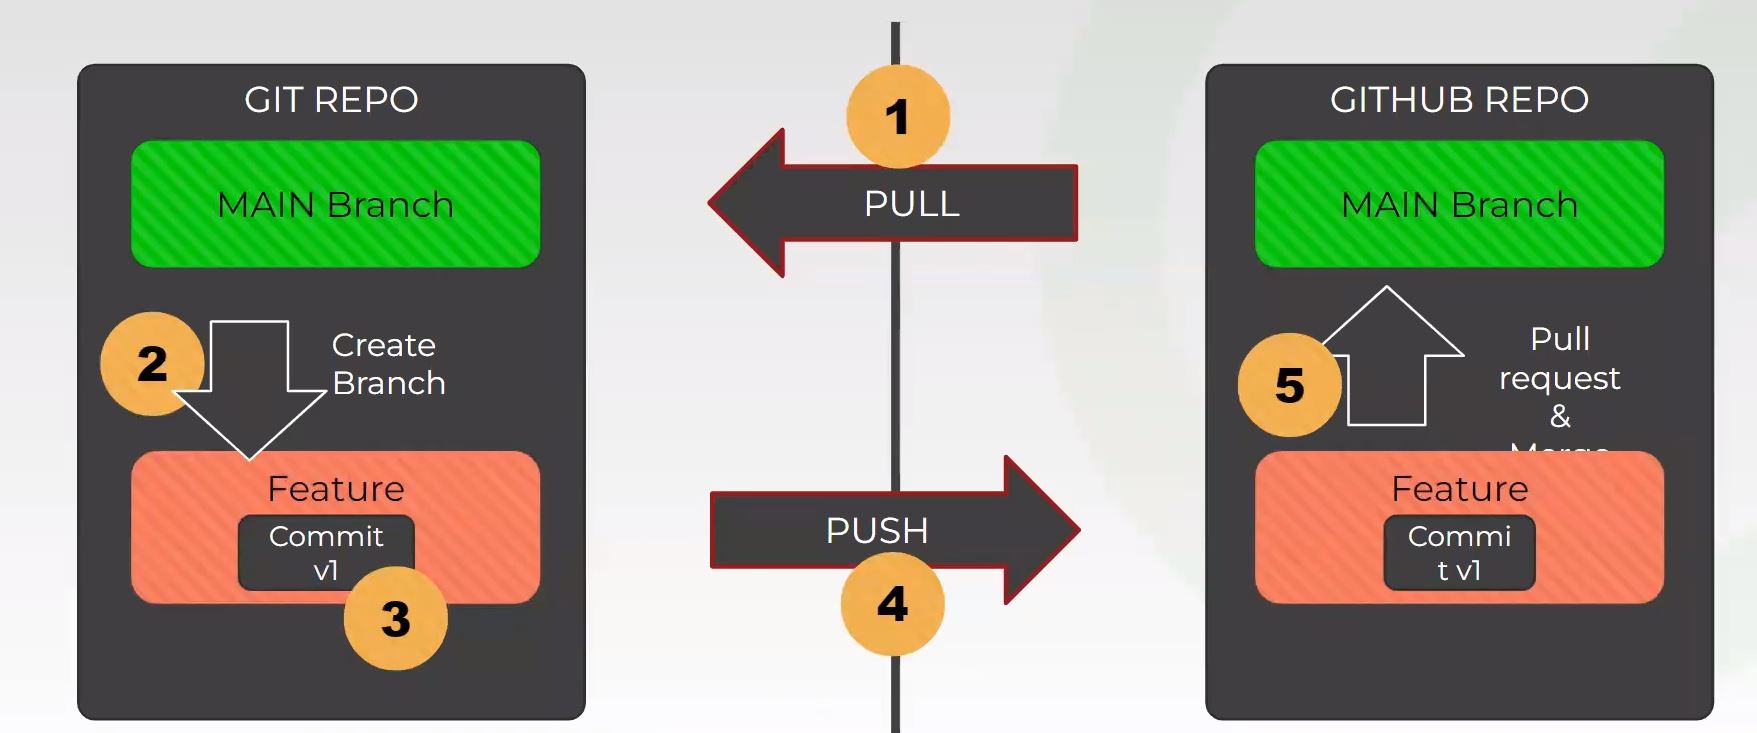 GIT REPO
MAIN Branch
2
Create
Branch
Feature
Commit
v1
3
1
PULL
PUSH
4
GITHUB REPO
MAIN Branch
5
Pull
request
&
Merge
Feature
Commi
t v1